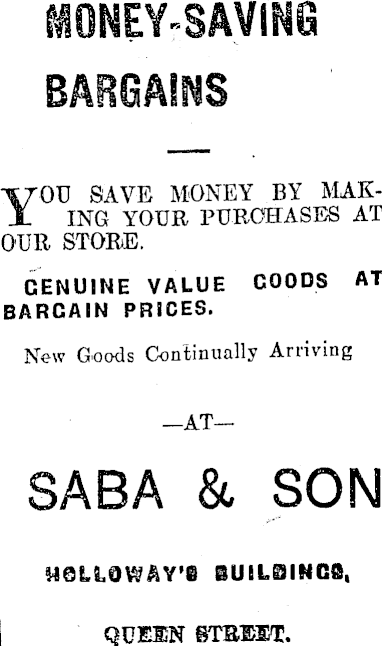 MONEY-SAVING
BARGAINS
YOU SAVE MONEY BY MAK-
ING YOUR PURCHASES AT
OUR STORE.
GENUINE VALUE GOODS AT
BARGAIN PRICES.
New Goods Continually Arriving
—AT—
SABA & SON
HOLLOWAY'S BUILDINGS,
QUEEN STREET.